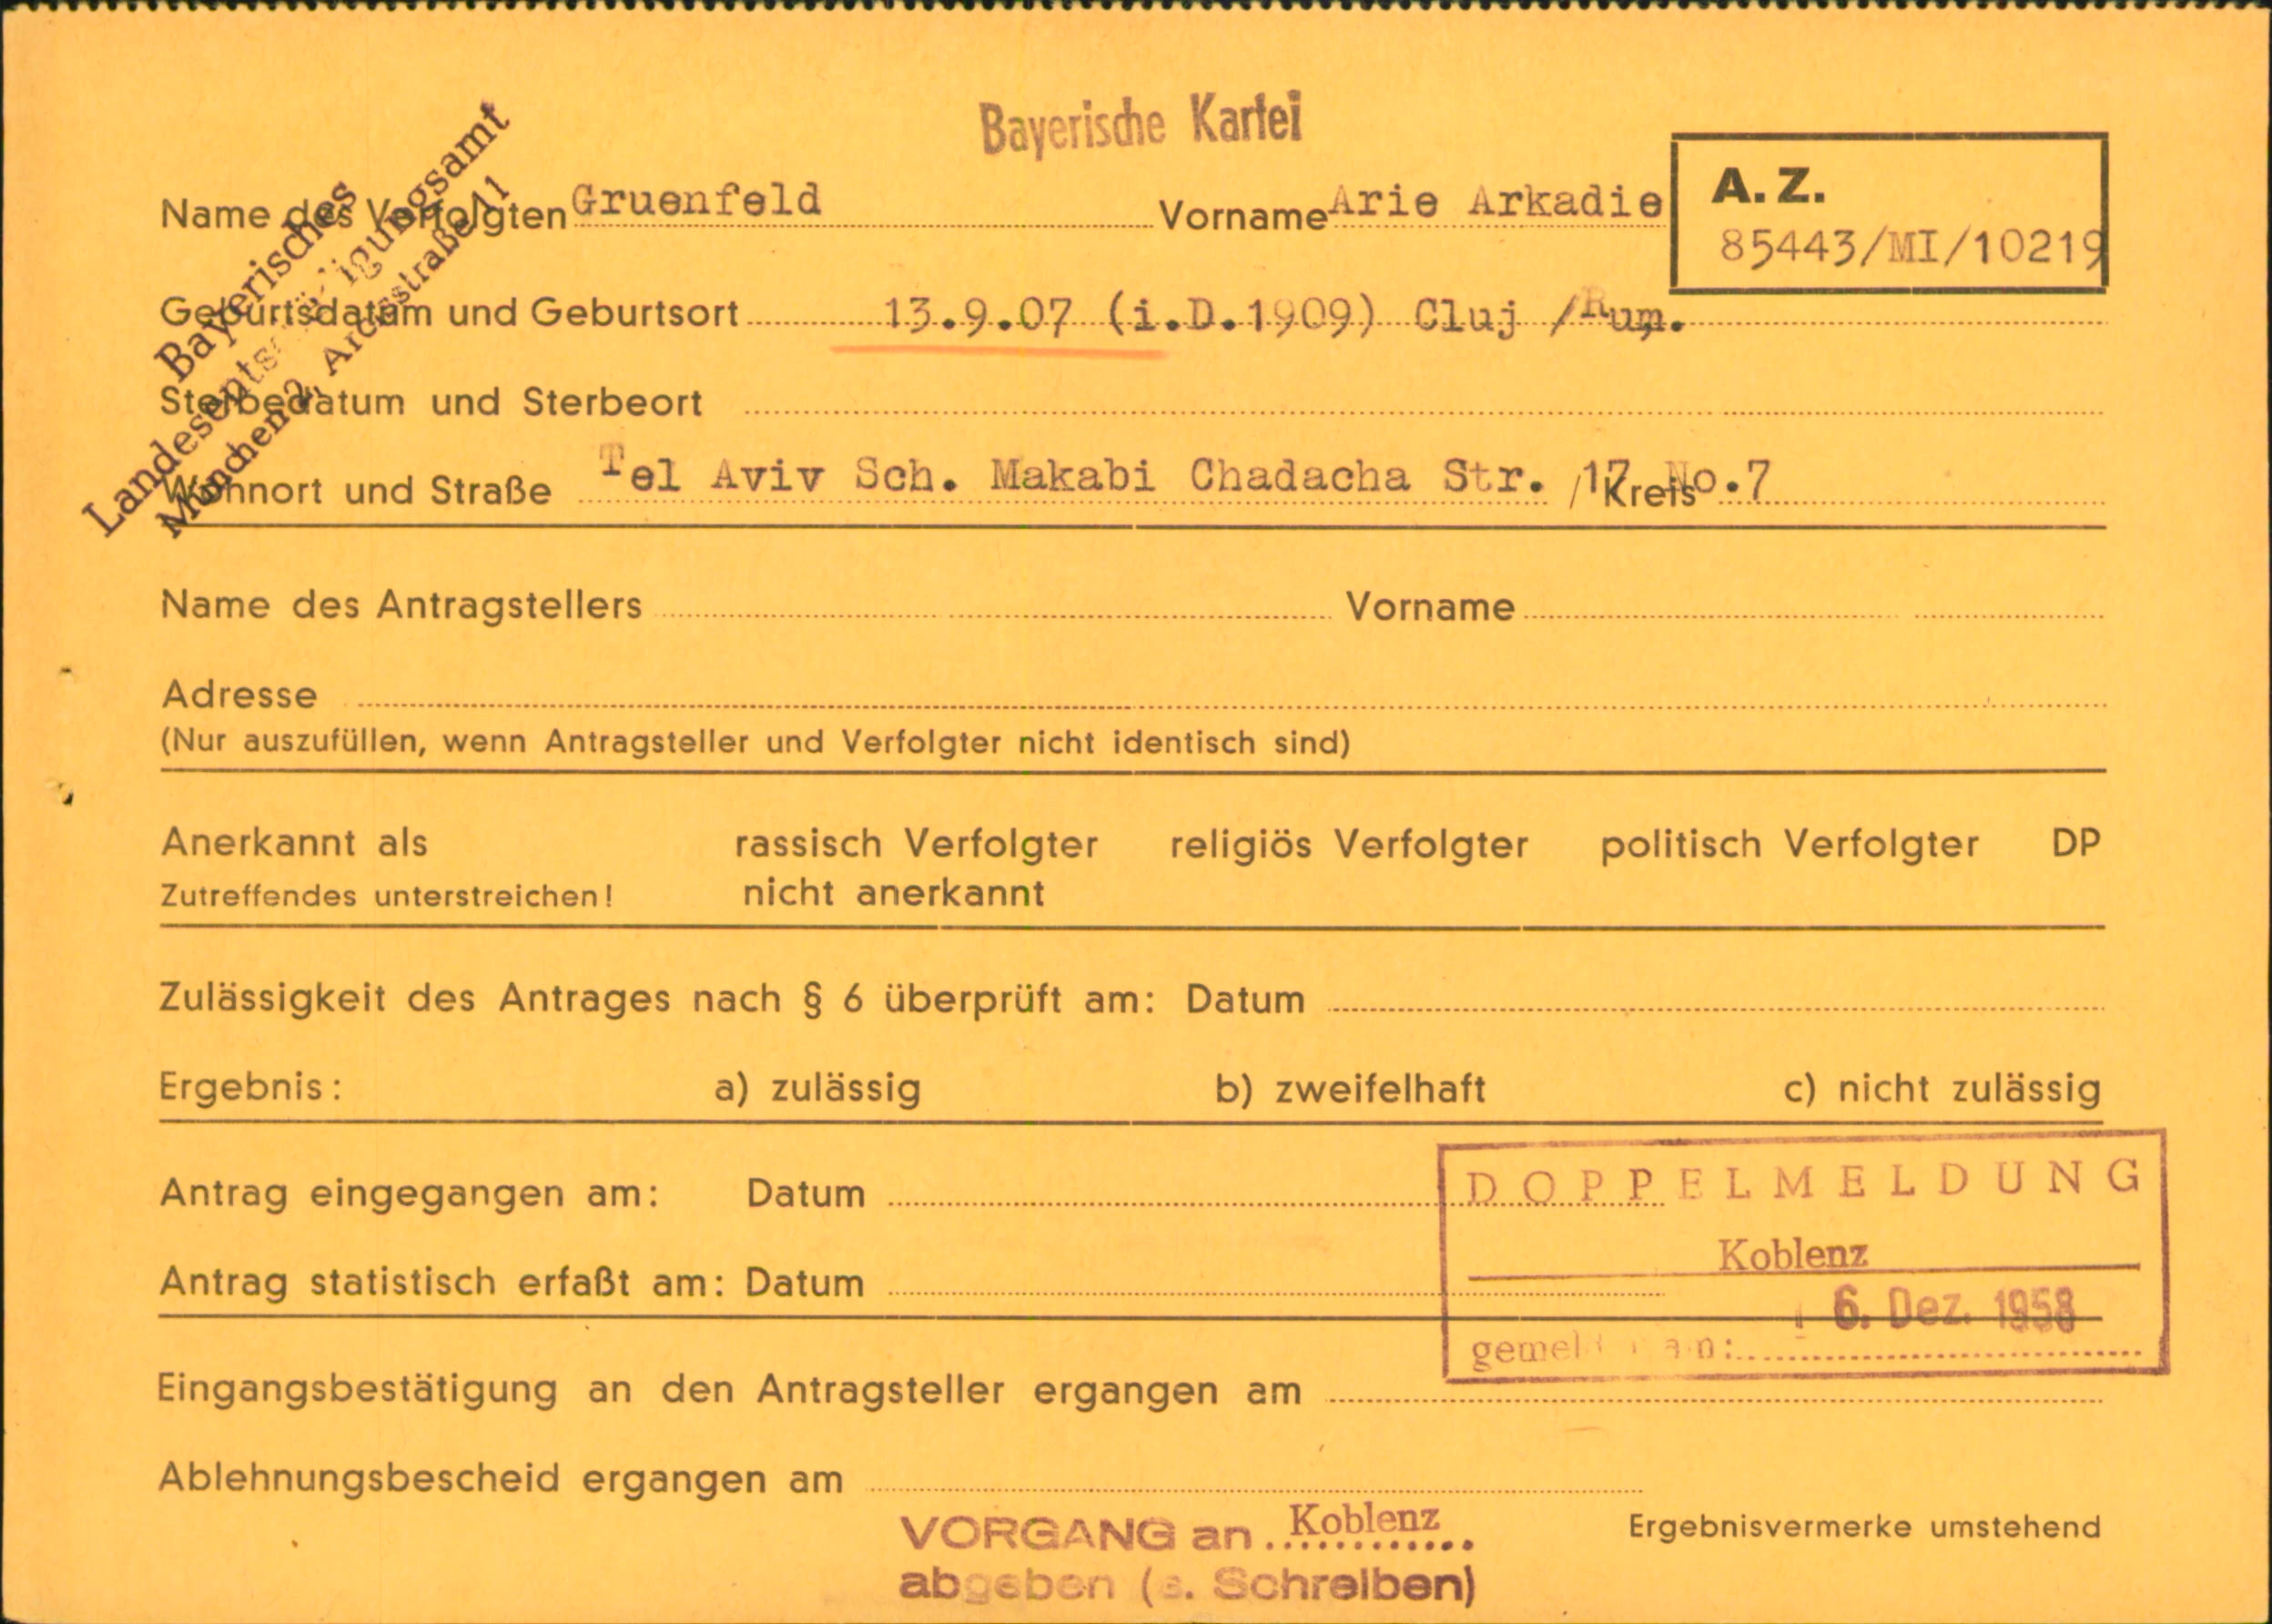 Bayerische Kartei
Bayerisches
Landesentschädigungsamt
München 2, Arcisstraße 11
A. Z.
85443/MI/10219
Name des Verfolgten Gruenfeld Vorname Arie Arkadie
Geburtsdatum und Geburtsort 13.9.07 (i.D.1909) Cluj /Rum.
Sterbedatum und Sterbeort
Wohnort und Straße Tel Aviv Sch. Makabi Chadacha Str. /17 No.7 Kreis
Name des Antragstellers Vorname
Adresse
(Nur auszufüllen, wenn Antragsteller und Verfolgter nicht identisch sind)
Anerkannt als rassisch Verfolgter religiös Verfolgter politisch Verfolgter DP
Zutreffendes unterstreichen! nicht anerkannt
Zulässigkeit des Antrages nach § 6 überprüft am: Datum
Ergebnis: a) zulässig b) zweifelhaft c) nicht zulässig
Antrag eingegangen am: Datum
DOPPELMELDUNG
Koblenz
Antrag statistisch erfaßt am: Datum
6. Dez. 1958
gemeldet an:
Eingangsbestätigung an den Antragsteller ergangen am
Ablehnungsbescheid ergangen am
VORGANG an Koblenz
abgeben (s. Schreiben)
Ergebnisvermerke umstehend